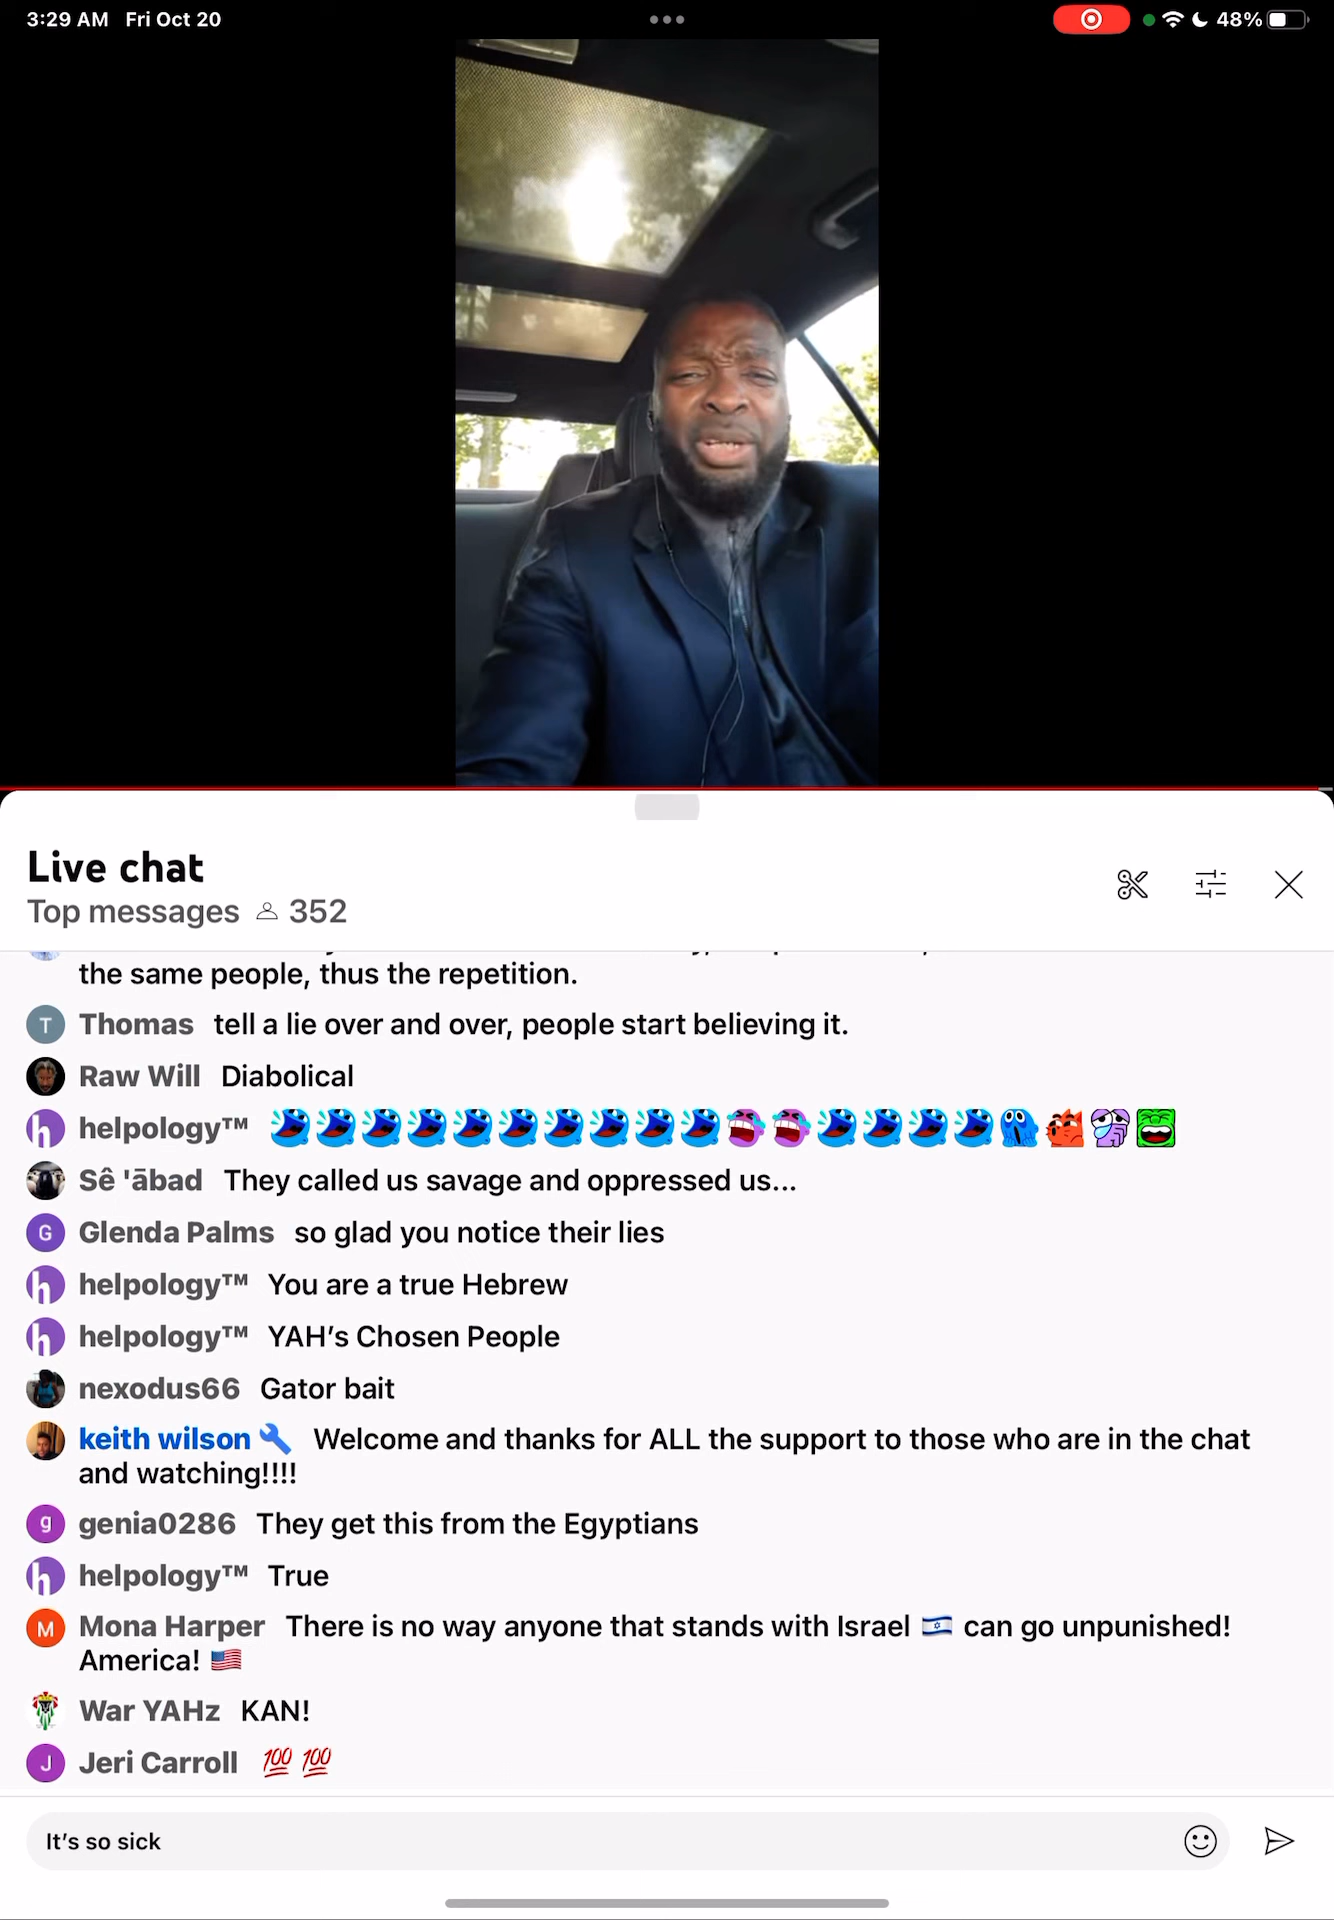 3:29 AM Fri Oct 20
48%
Live chat
Top messages 352
the same people, thus the repetition.
T Thomas tell a lie over and over, people start believing it.
Raw Will Diabolical
h helpology™
Sê 'ābad They called us savage and oppressed us...
G Glenda Palms so glad you notice their lies
h helpology™ You are a true Hebrew
h helpology™ YAH’s Chosen People
nexodus66 Gator bait
keith wilson Welcome and thanks for ALL the support to those who are in the chat
and watching!!!!
g genia0286 They get this from the Egyptians
h helpology™ True
M Mona Harper There is no way anyone that stands with Israel 🇮🇱 can go unpunished!
America! 🇺🇸
War YAHz KAN!
J Jeri Carroll 💯 💯
It’s so sick